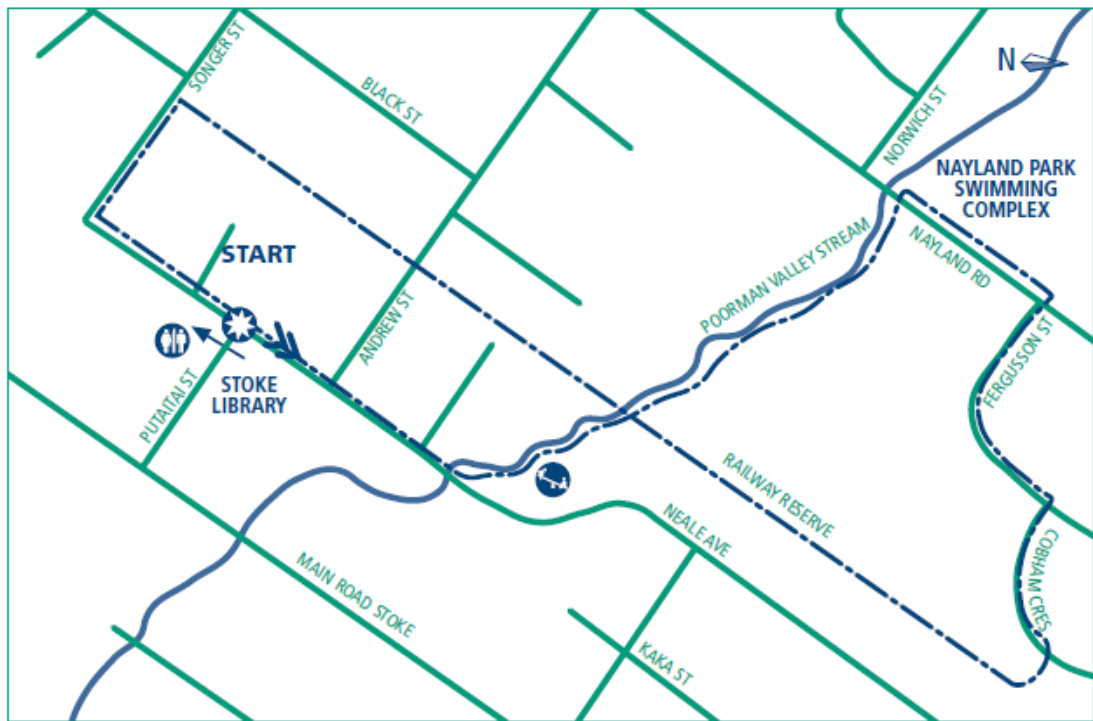 SONGER ST
BLACK ST
N
NORWICH ST
NAYLAND PARK
SWIMMING
COMPLEX
START
NAYLAND RD
POORMAN VALLEY STREAM
ANDREW ST
FERGUSSON ST
STOKE
LIBRARY
PUTAITAI ST
RAILWAY RESERVE
NEALE AVE
COBHAM CRES
MAIN ROAD STOKE
KAKA ST